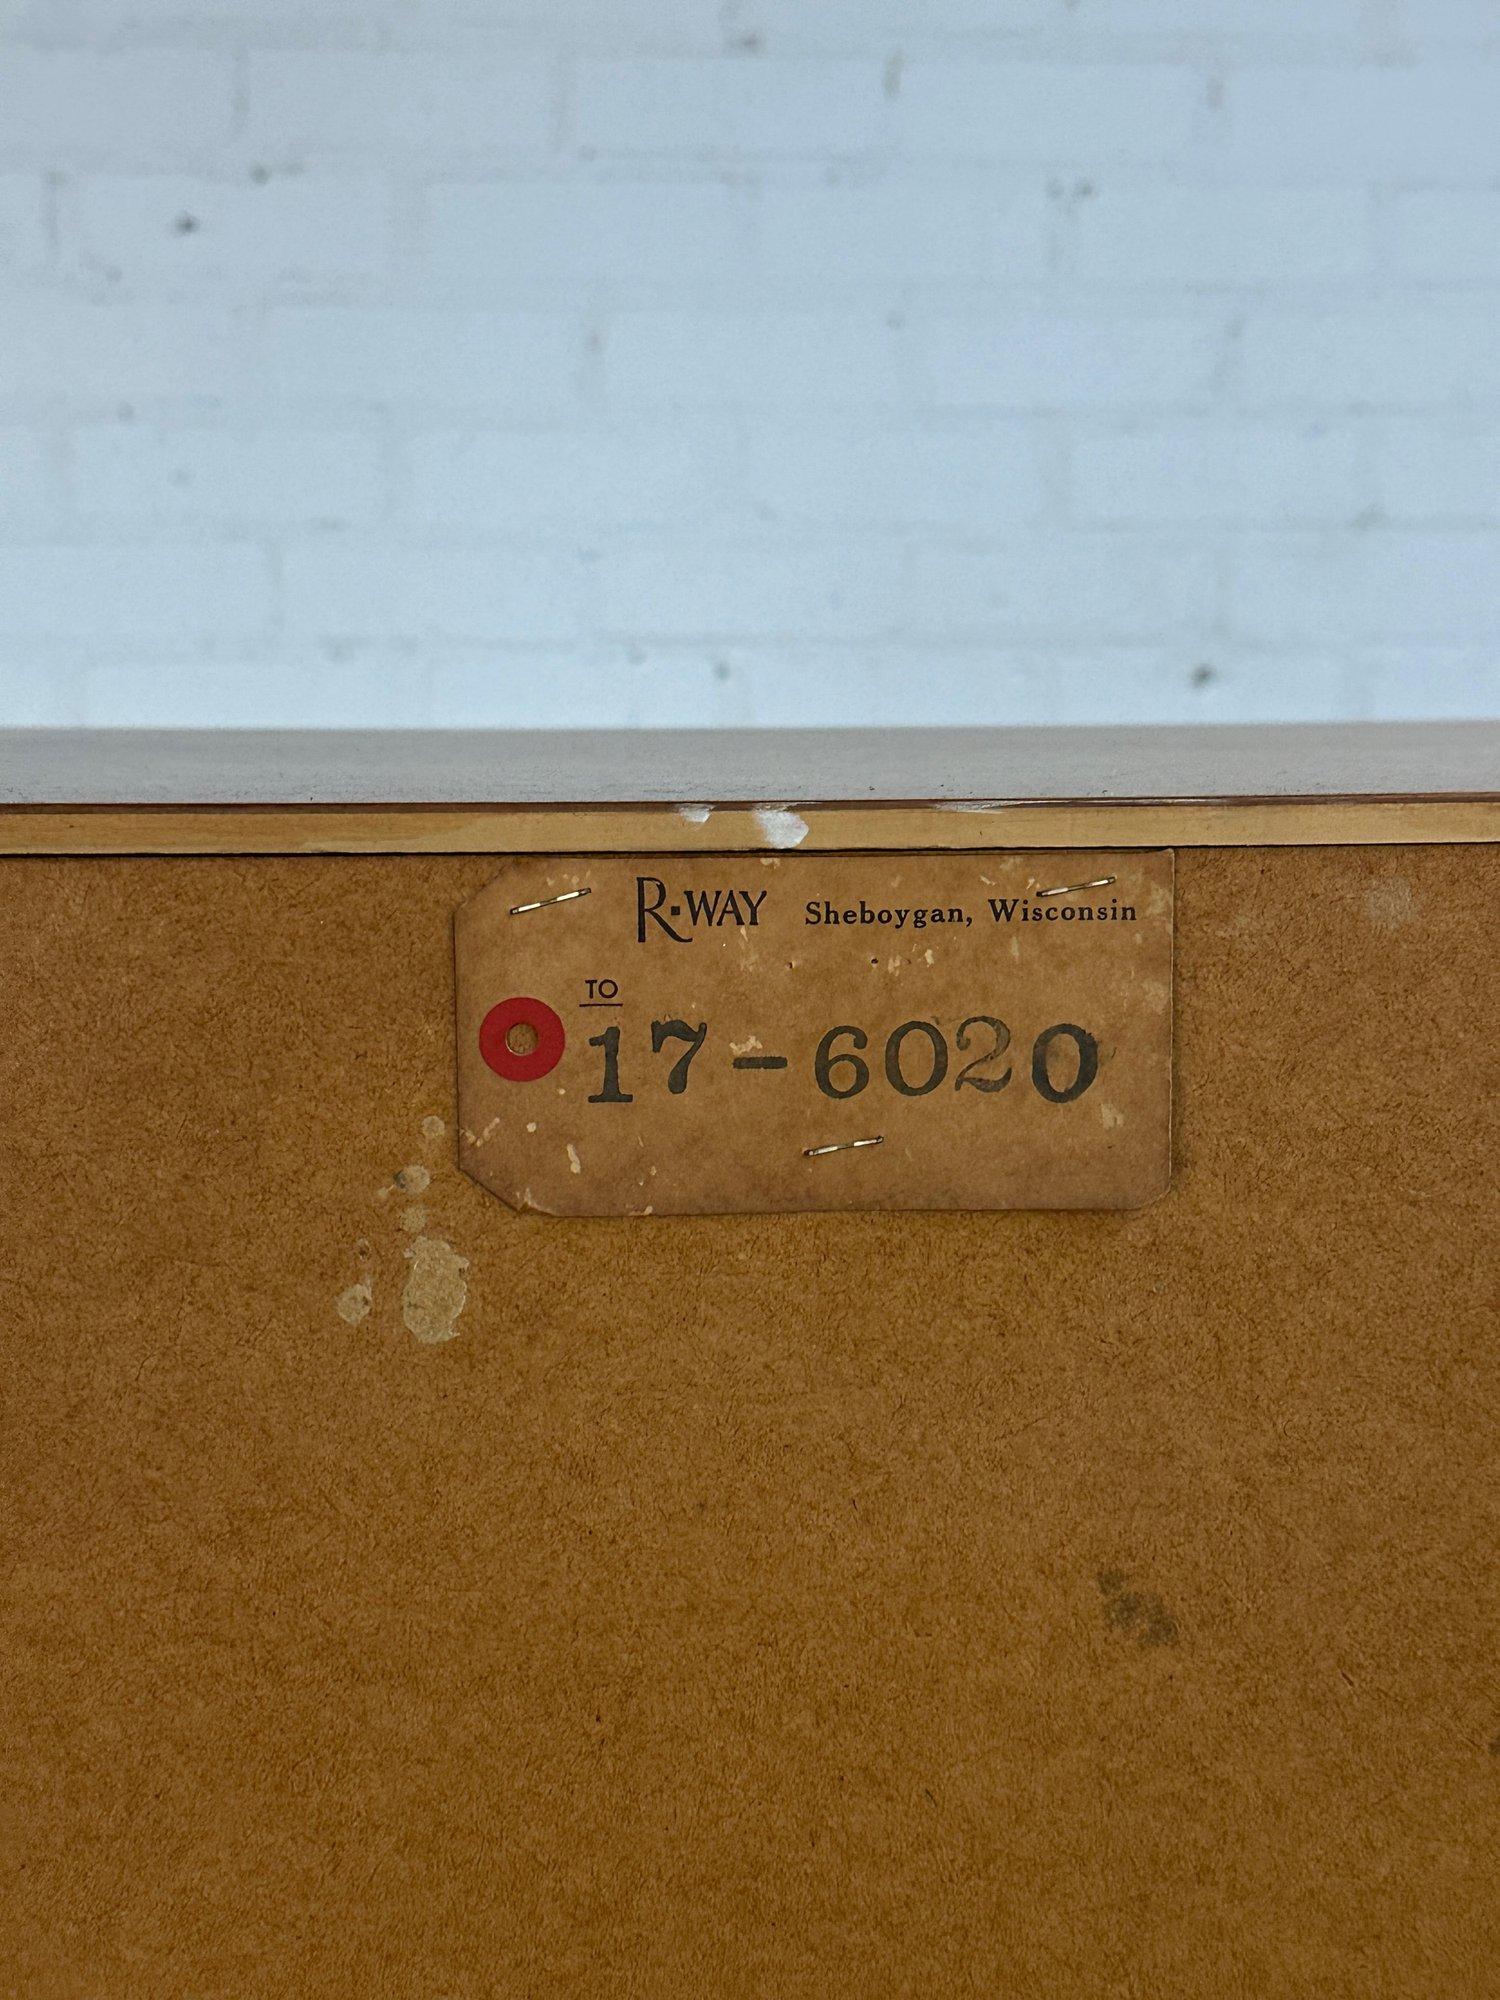 R·WAY Sheboygan, Wisconsin
TO
17-6020